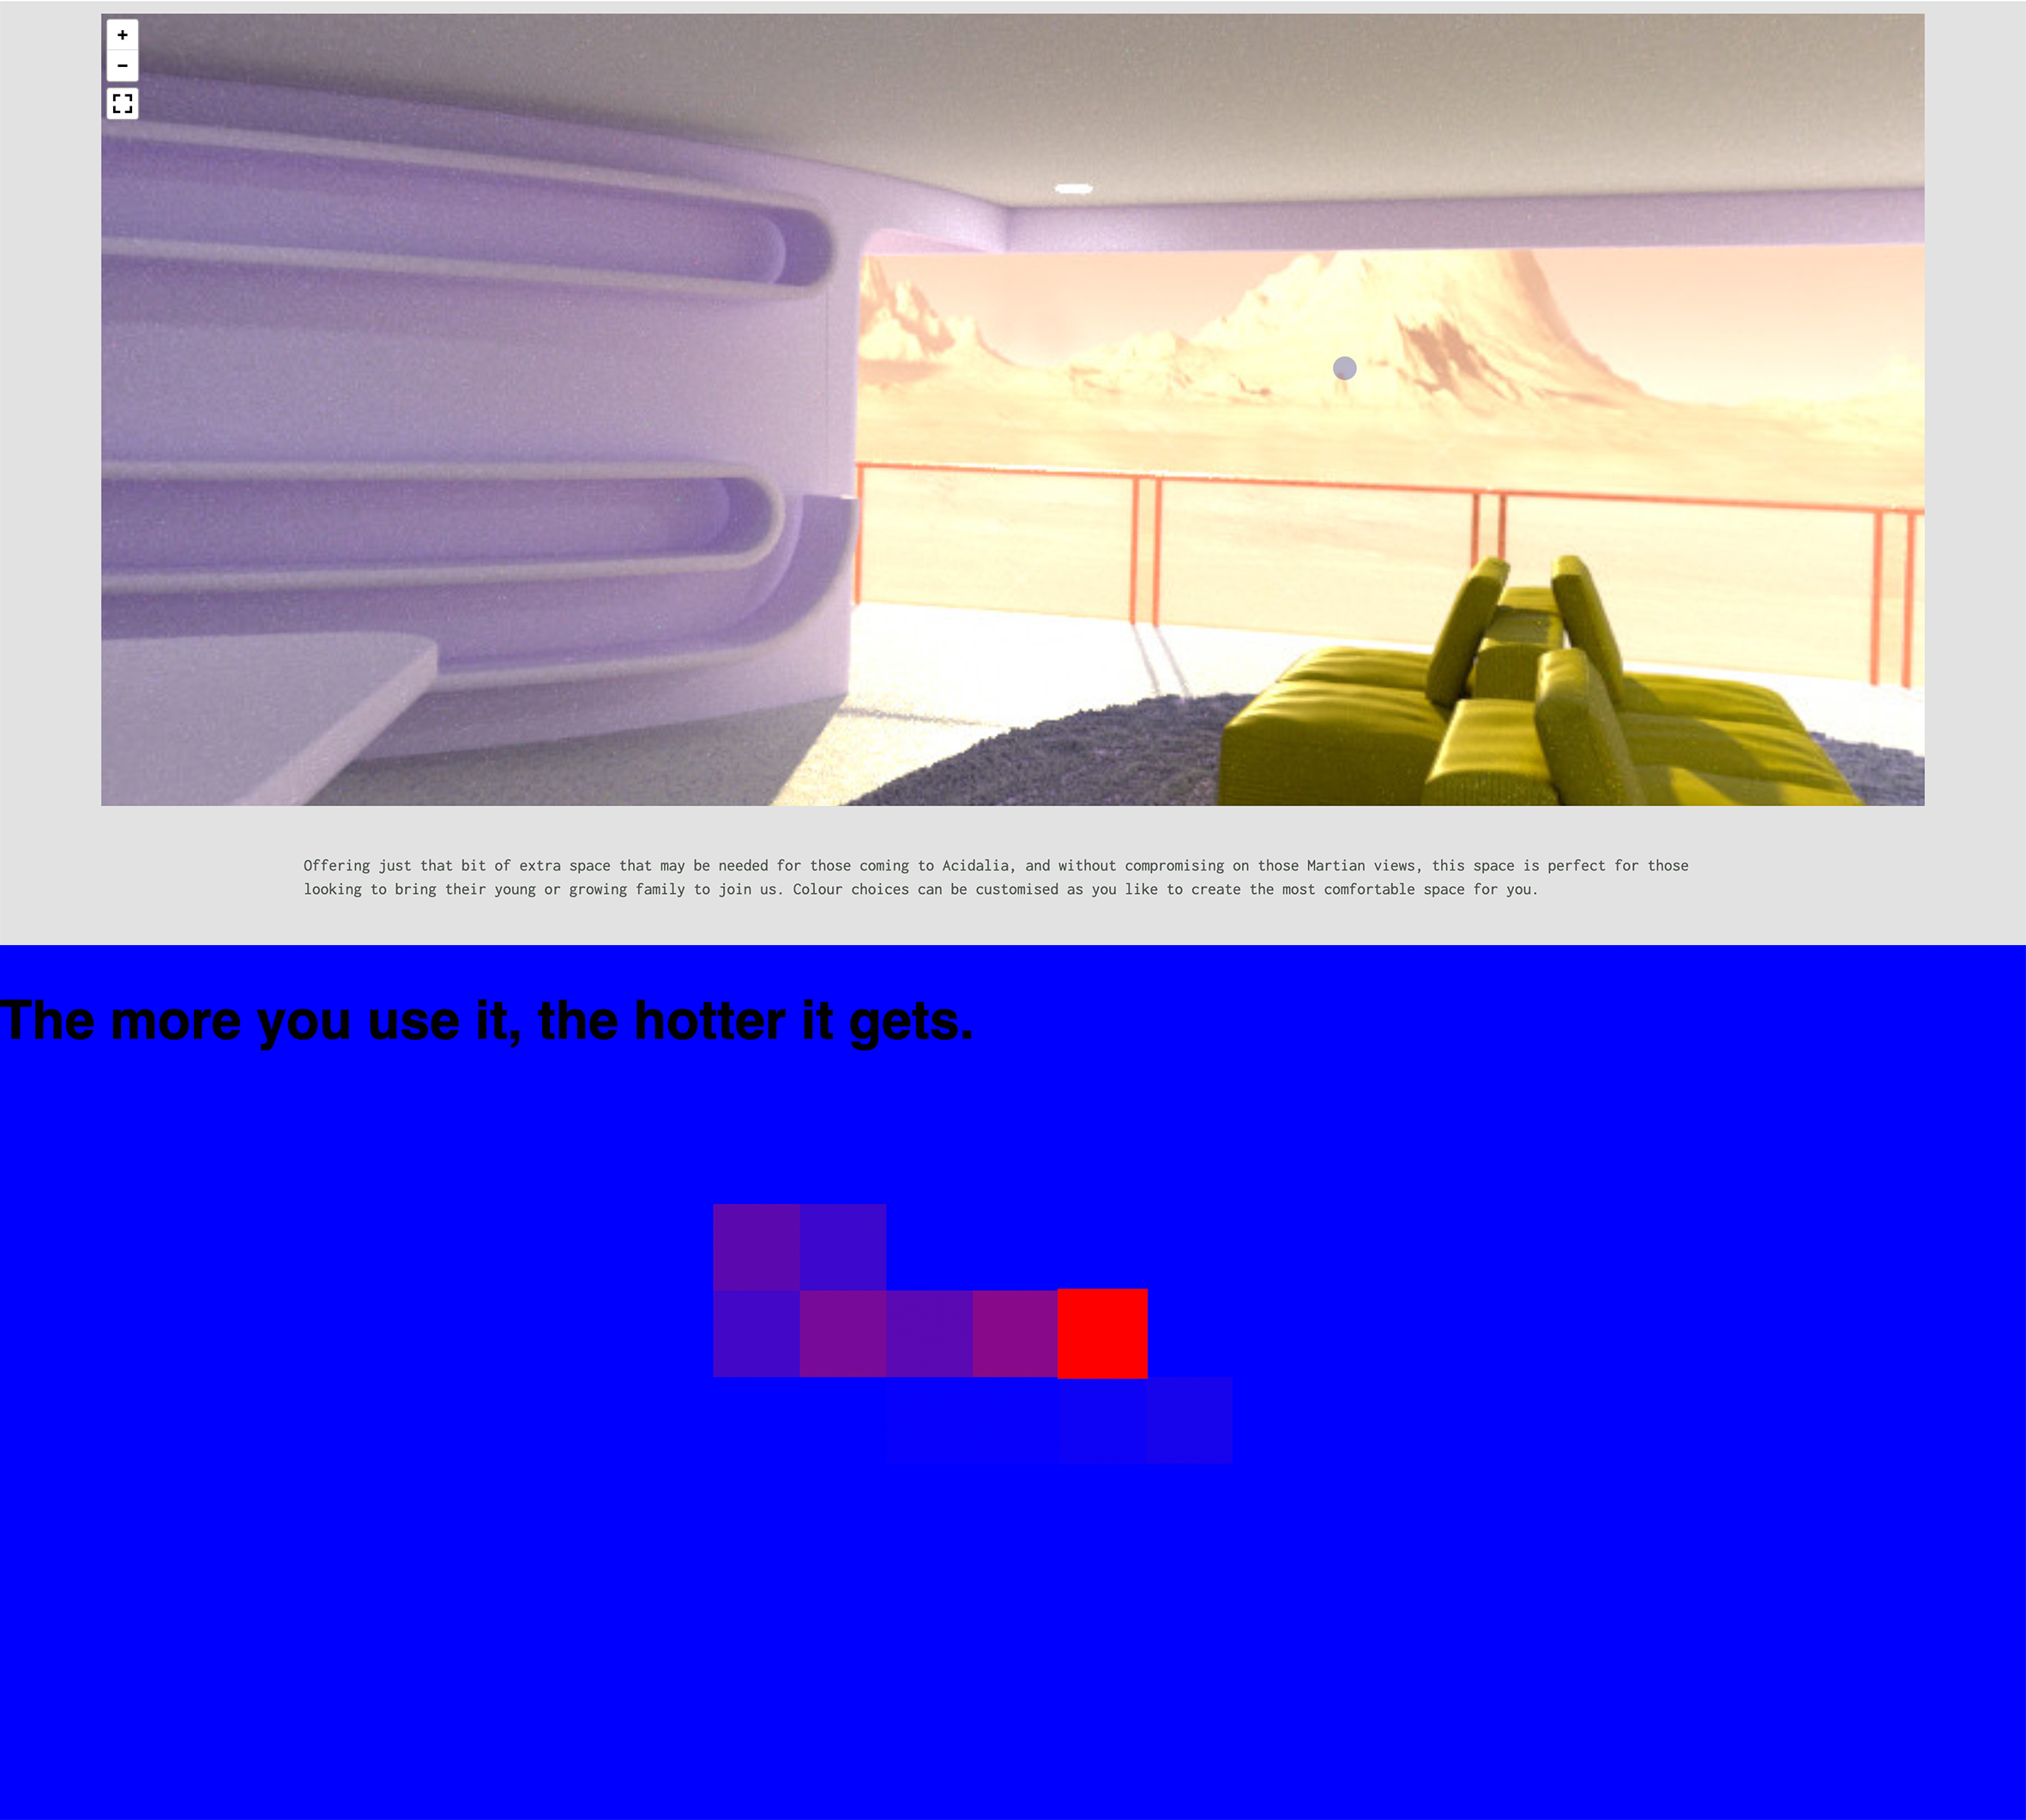 +
−
Offering just that bit of extra space that may be needed for those coming to Acidalia, and without compromising on those Martian views, this space is perfect for those
looking to bring their young or growing family to join us. Colour choices can be customised as you like to create the most comfortable space for you.
The more you use it, the hotter it gets.